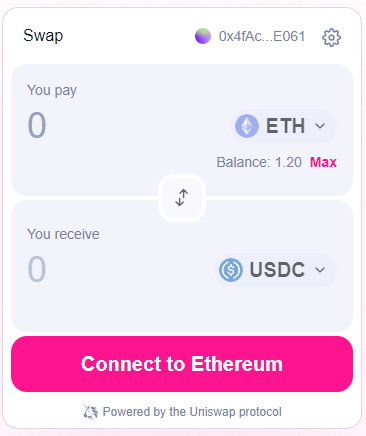 Swap 0x4fAc...E061
You pay
0 ETH
Balance: 1.20 Max
You receive
0 USDC
Connect to Ethereum
Powered by the Uniswap protocol